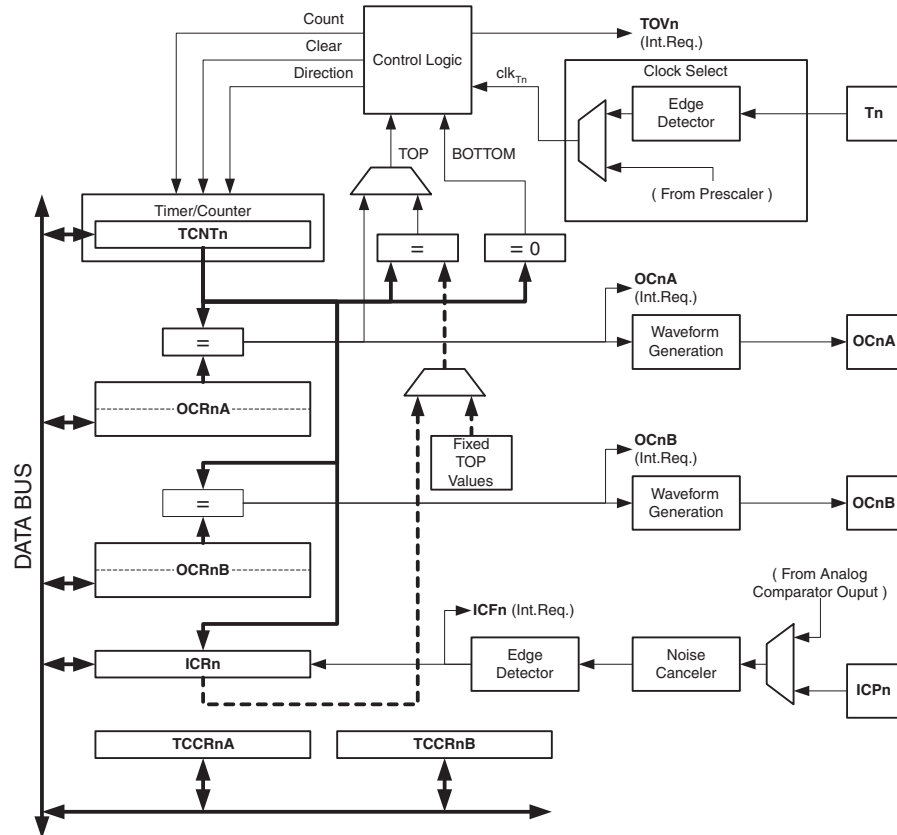 Count
Clear
Direction
Control Logic
TOVn
(Int.Req.)
clkTn
Clock Select
Edge
Detector
Tn
( From Prescaler )
TOP
BOTTOM
Timer/Counter
TCNTn
=
= 0
OCnA
(Int.Req.)
=
Waveform
Generation
OCnA
OCRnA
Fixed
TOP
Values
OCnB
(Int.Req.)
=
Waveform
Generation
OCnB
OCRnB
DATA BUS
( From Analog
Comparator Ouput )
ICFn (Int.Req.)
ICRn
Edge
Detector
Noise
Canceler
ICPn
TCCRnA
TCCRnB